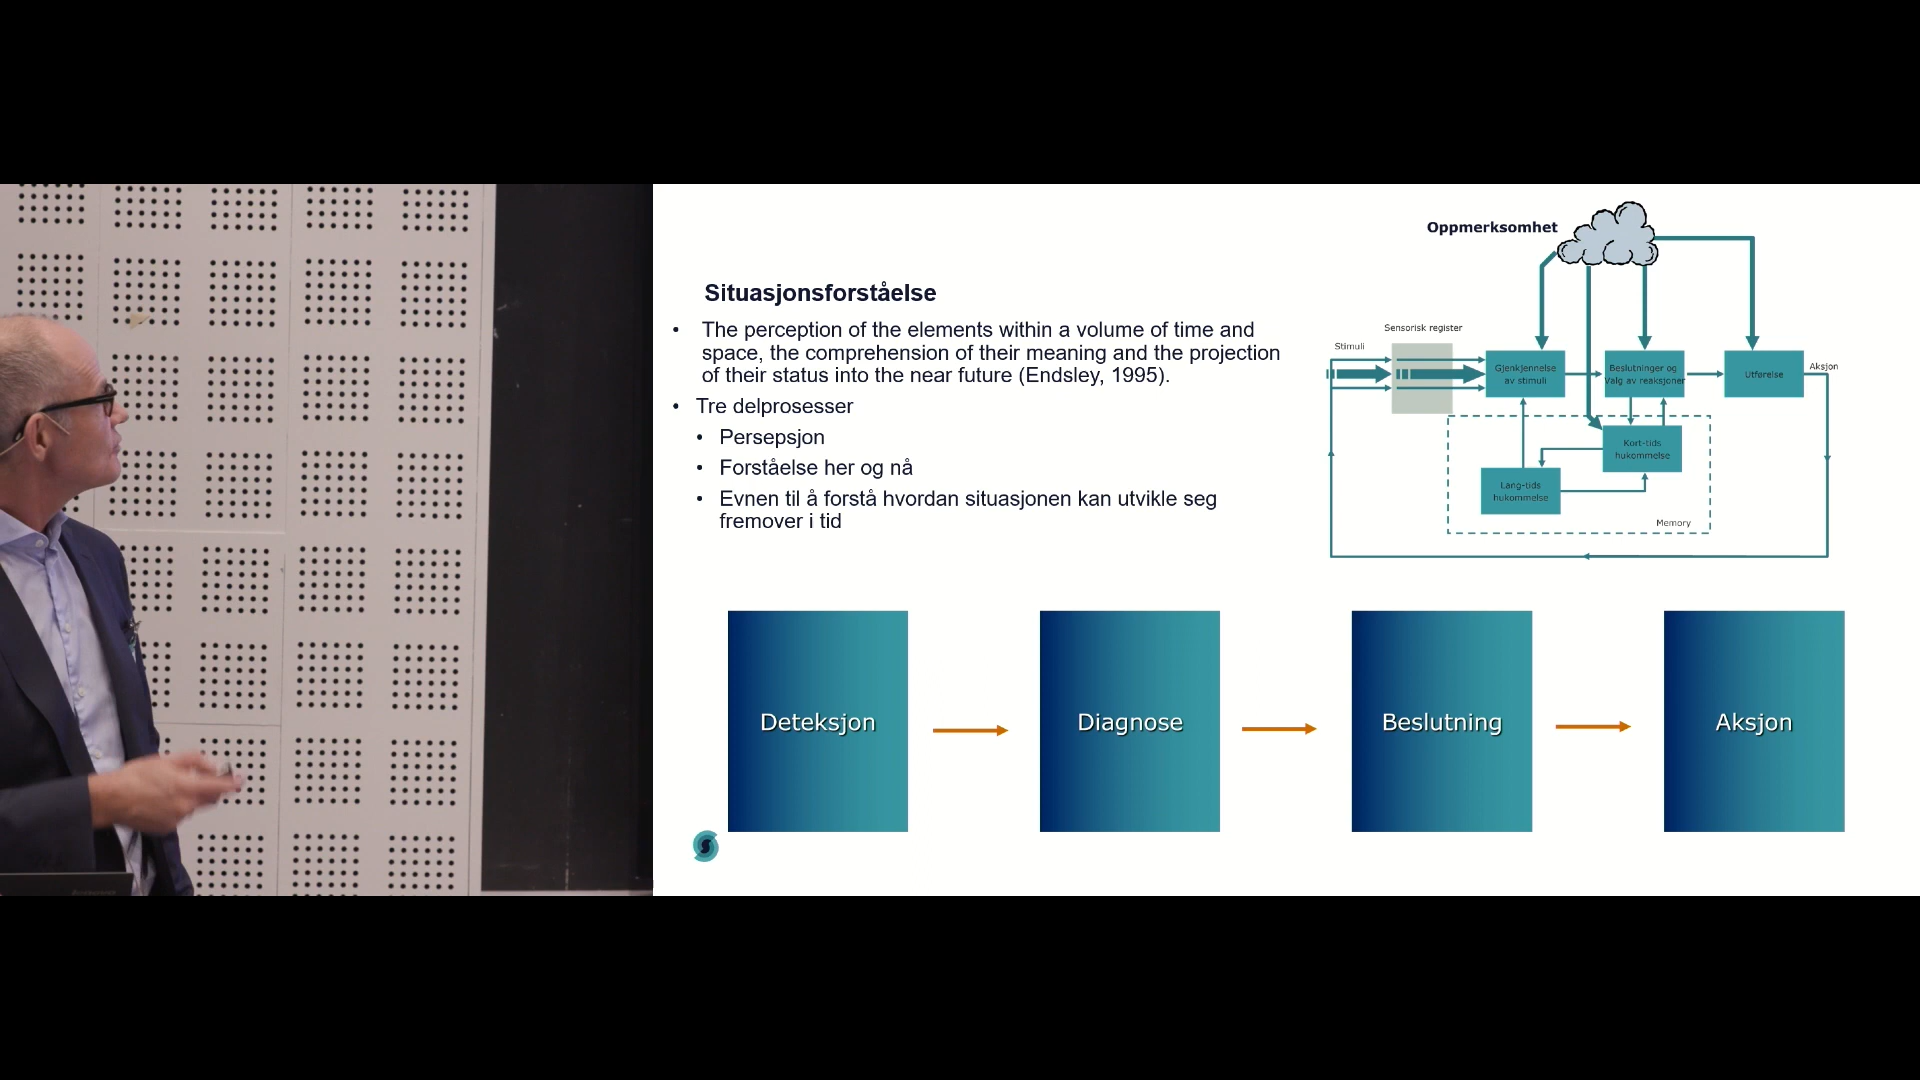 Oppmerksomhet
Situasjonsforståelse
• The perception of the elements within a volume of time and
space, the comprehension of their meaning and the projection
of their status into the near future (Endsley, 1995).
• Tre delprosesser
• Persepsjon
• Forståelse her og nå
• Evnen til å forstå hvordan situasjonen kan utvikle seg
fremover i tid
Sensorisk register
Stimuli
Gjenkjennelse
av stimuli
Beslutninger og
Valg av reaksjoner
Utførelse
Aksjon
Kort-tids
hukommelse
Lang-tids
hukommelse
Memory
Deteksjon
Diagnose
Beslutning
Aksjon